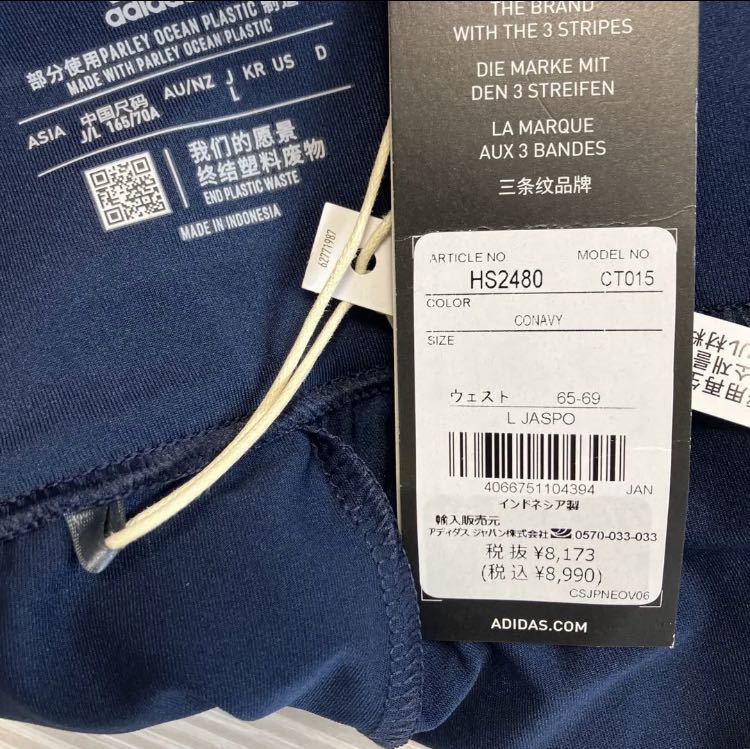 adidas
部分使用PARLEY OCEAN PLASTIC 制造
MADE WITH PARLEY OCEAN PLASTIC
ASIA 中国尺码 AU/NZ J KR US D
J/L 165/70A L
我们的愿景
终结塑料废物
END PLASTIC WASTE
MADE IN INDONESIA
62771987
THE BRAND
WITH THE 3 STRIPES
DIE MARKE MIT
DEN 3 STREIFEN
LA MARQUE
AUX 3 BANDES
三条纹品牌
ARTICLE NO MODEL NO
HS2480 CT015
COLOR
CONAVY
SIZE
ウェスト 65-69
L JASPO
4066751104394 JAN
インドネシア製
輸入販売元
アディダス ジャパン株式会社 0570-033-033
税 抜 ¥8,173
(税 込 ¥8,990)
CSJPNEOV06
ADIDAS.COM